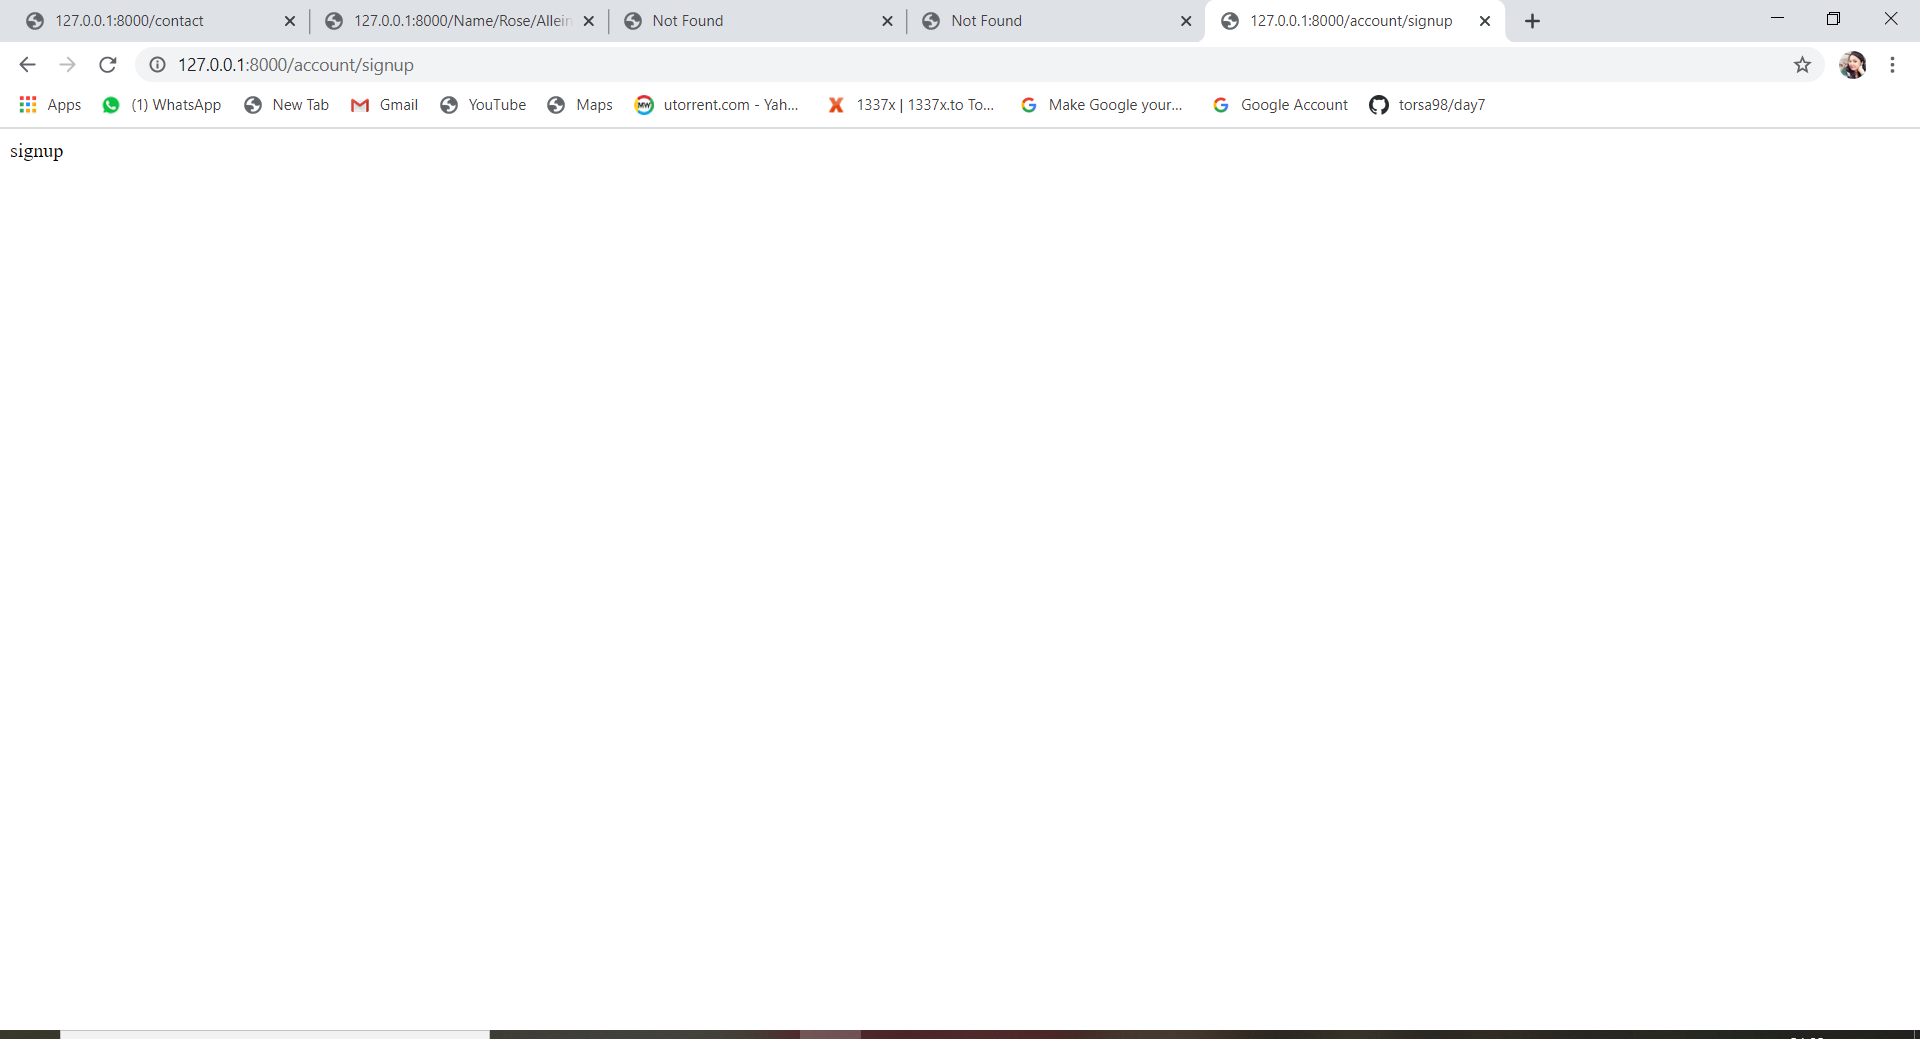 127.0.0.1:8000/contact 127.0.0.1:8000/Name/Rose/Allein Not Found Not Found 127.0.0.1:8000/account/signup
127.0.0.1:8000/account/signup
Apps (1) WhatsApp New Tab Gmail YouTube Maps MW utorrent.com - Yah... 1337x | 1337x.to To... Make Google your... Google Account torsa98/day7
signup